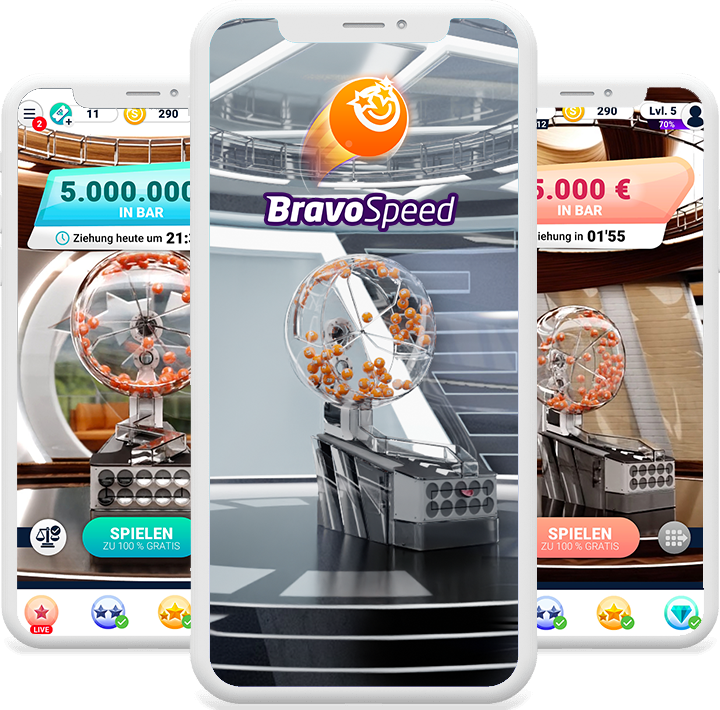 2
11
290
5.000.000
IN BAR
Ziehung heute um 21:
SPIELEN
ZU 100 % GRATIS
LIVE
BravoSpeed
12
290
Lvl. 5
70%
5.000 €
IN BAR
iehung in 01'55
SPIELEN
ZU 100 % GRATIS